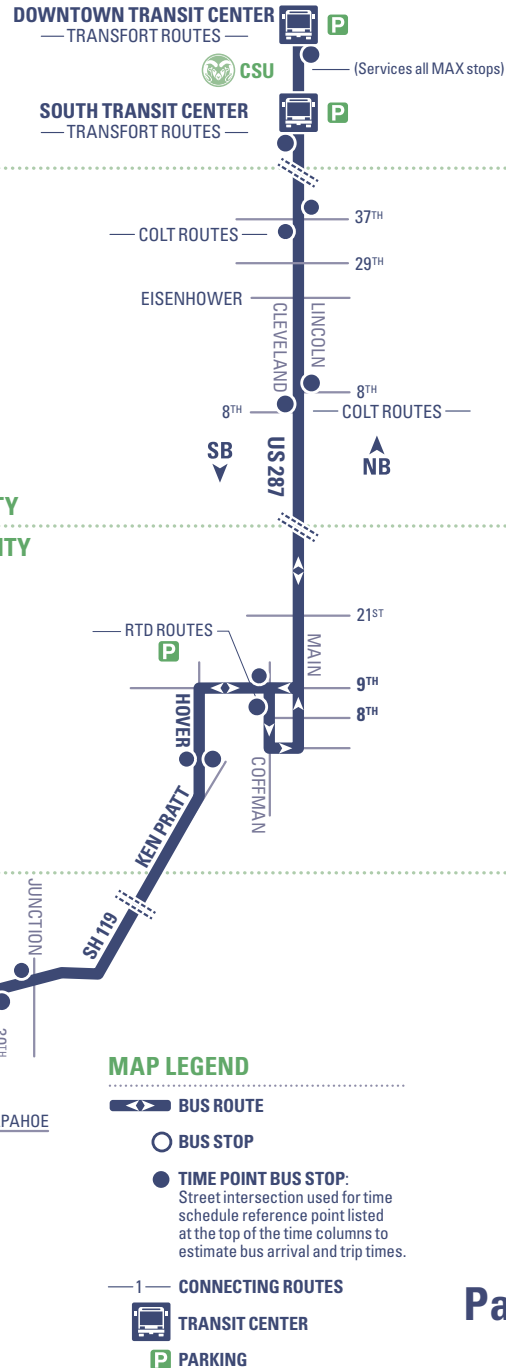 DOWNTOWN TRANSIT CENTER
TRANSFORT ROUTES
P
CSU
(Services all MAX stops)
SOUTH TRANSIT CENTER
P
TRANSFORT ROUTES
37TH
COLT ROUTES
29TH
EISENHOWER
CLEVELAND
LINCOLN
8TH
8TH
COLT ROUTES
SB
US 287
NB
TY
ITY
21ST
RTD ROUTES
P
MAIN
9TH
8TH
HOVER
COFFMAN
KEN PRATT
JUNCTION
SH 119
30TH
PAHOE
MAP LEGEND
BUS ROUTE
BUS STOP
TIME POINT BUS STOP:
Street intersection used for time
schedule reference point listed
at the top of the time columns to
estimate bus arrival and trip times.
1 CONNECTING ROUTES
TRANSIT CENTER
P PARKING
Pa